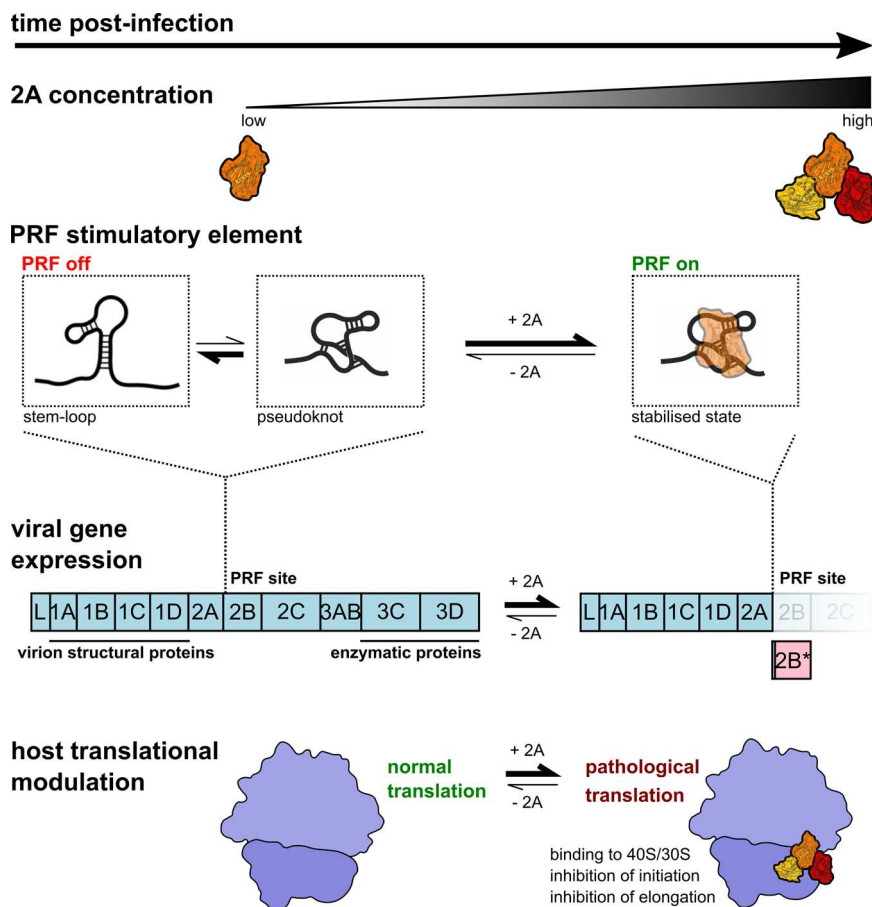 time post-infection
2A concentration
low
high
PRF stimulatory element
PRF off
PRF on
+ 2A
- 2A
stem-loop
pseudoknot
stabilised state
viral gene
expression
PRF site
+ 2A
PRF site
L 1A 1B 1C 1D 2A 2B 2C 3AB 3C 3D
- 2A
L 1A 1B 1C 1D 2A 2B 2C
virion structural proteins
enzymatic proteins
2B*
host translational
modulation
normal
translation
+ 2A
- 2A
pathological
translation
binding to 40S/30S
inhibition of initiation
inhibition of elongation